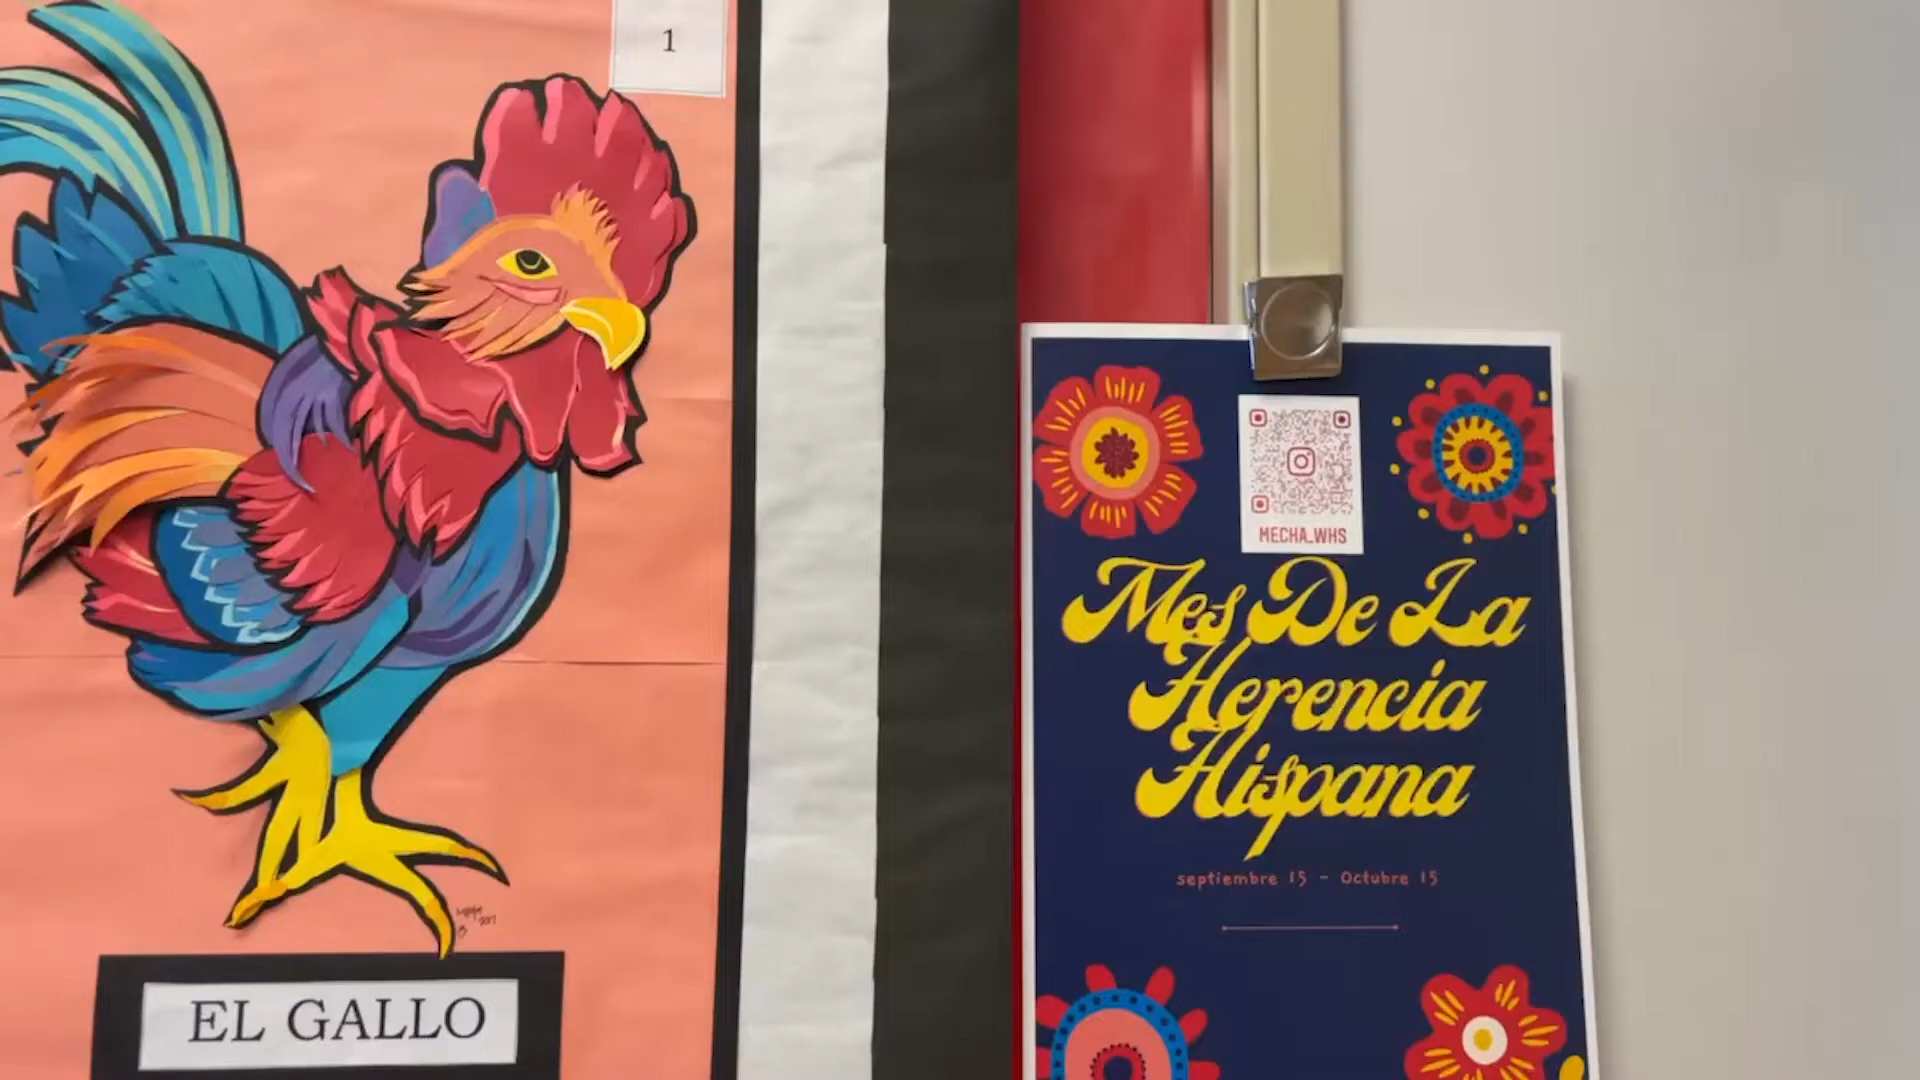 1
EL GALLO
MECHA_WHS
Mes De La
Herencia
Hispana
septiembre 15 - Octubre 15